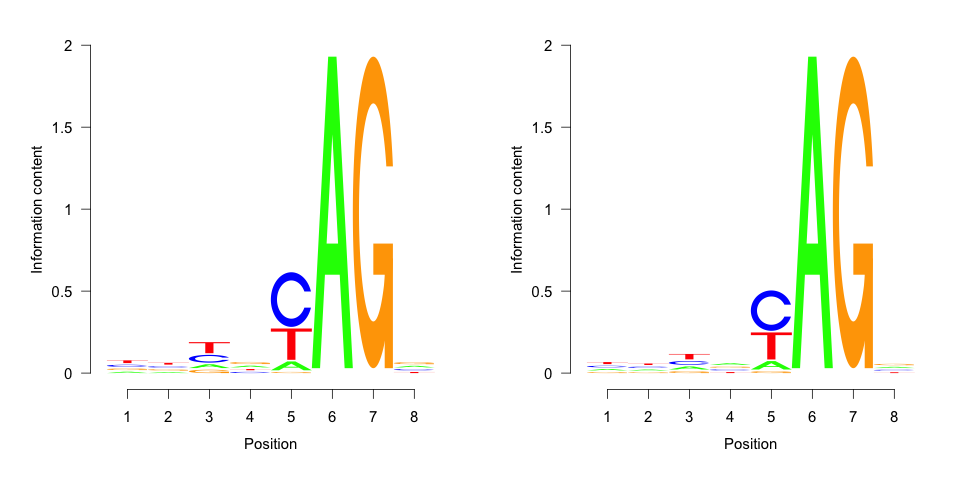 2
1.5
1
0.5
0
Information content
T
C
T
C
T
A
A
G
1 2 3 4 5 6 7 8
Position
2
1.5
1
0.5
0
Information content
T
C
T
A
A
G
1 2 3 4 5 6 7 8
Position